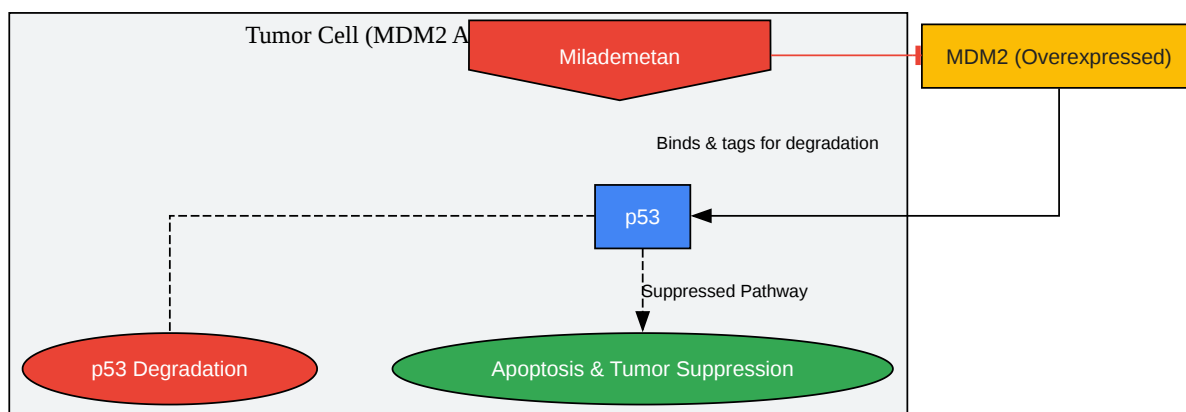 Tumor Cell (MDM2 A
Milademetan
MDM2 (Overexpressed)
Binds & tags for degradation
p53
Suppressed Pathway
p53 Degradation
Apoptosis & Tumor Suppression